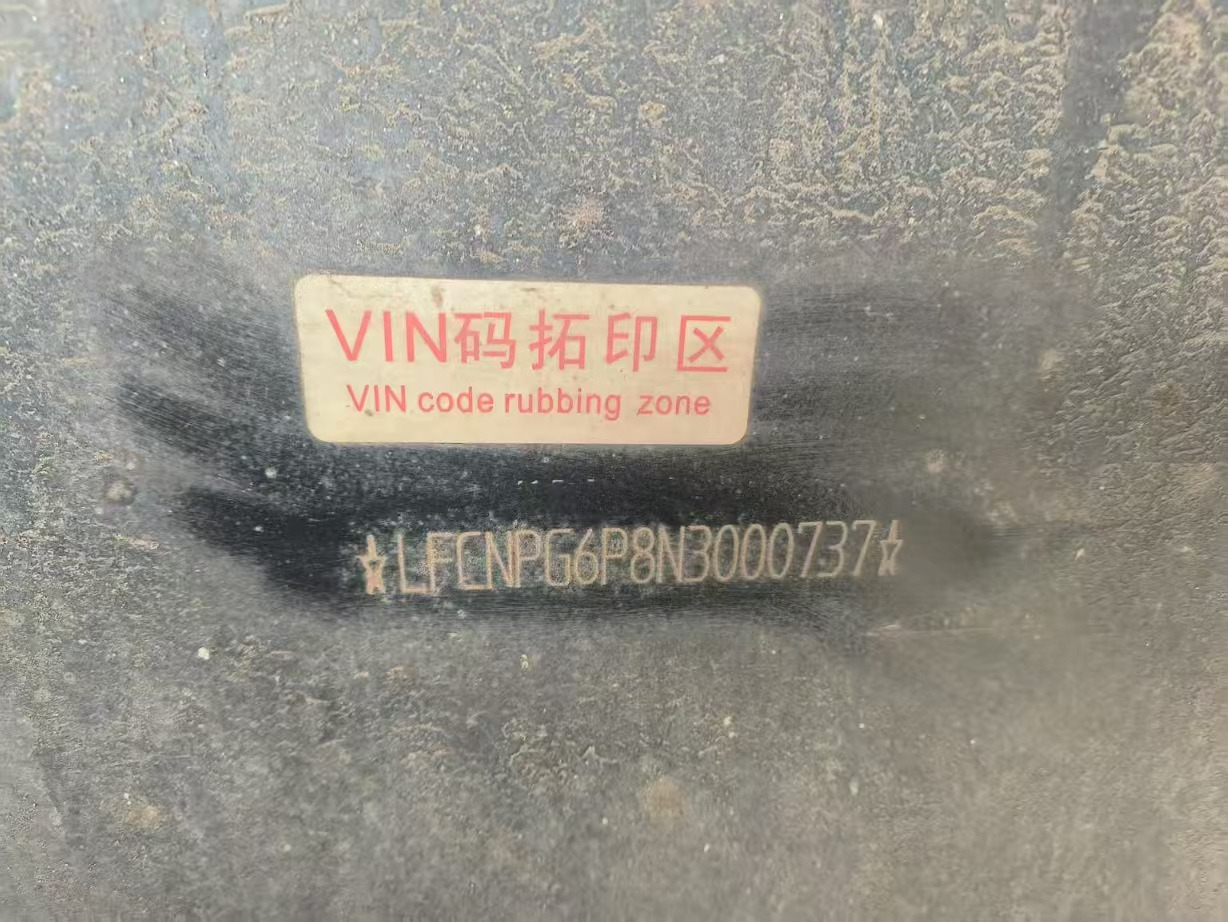 VIN码拓印区
VIN code rubbing zone
☆LFCNPG6P8N3000737☆